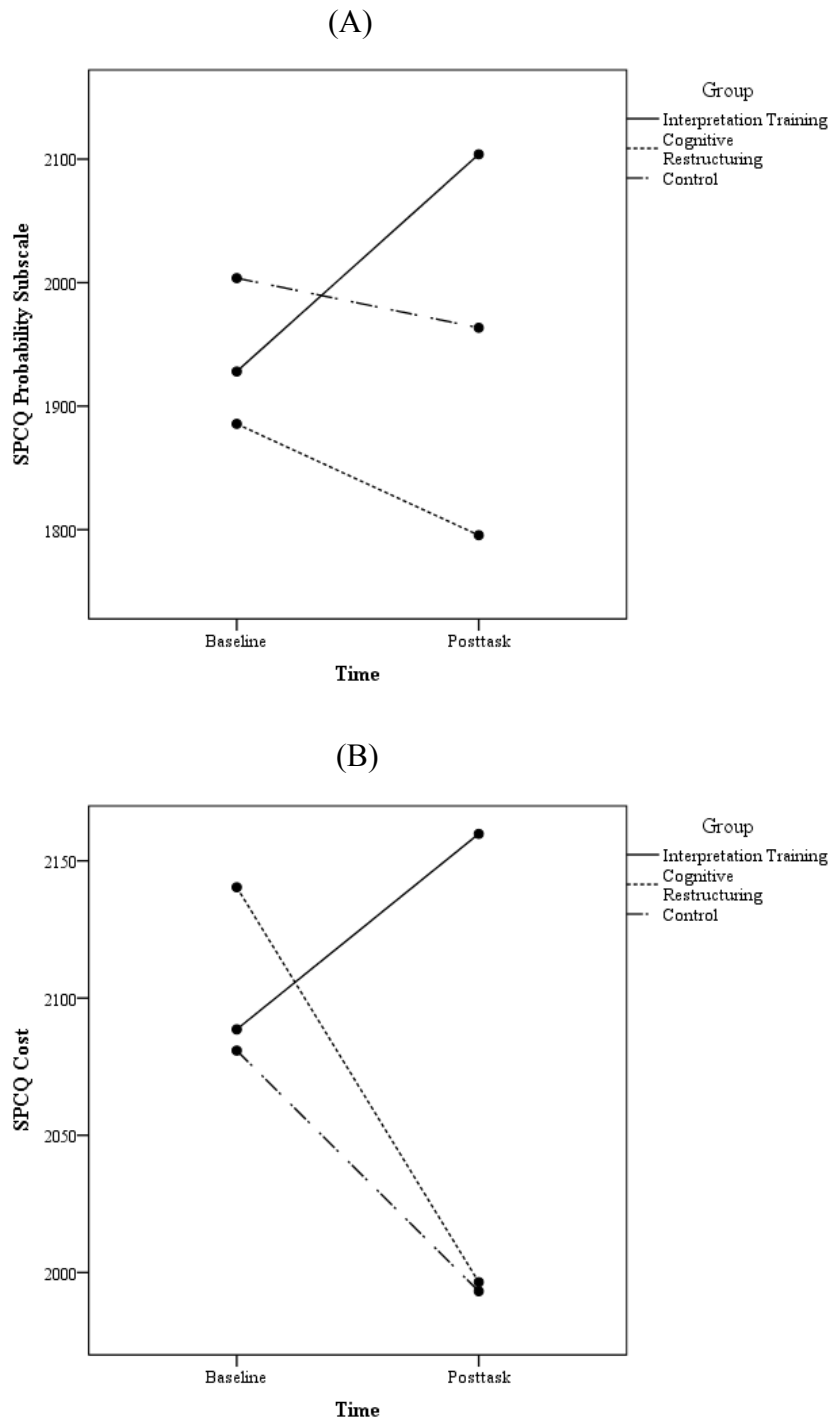 (A)
Group
Interpretation Training
Cognitive
Restructuring
Control
2100
2000
1900
1800
SPCQ Probability Subscale
Baseline
Posttask
Time
(B)
Group
Interpretation Training
Cognitive
Restructuring
Control
2150
2100
2050
2000
SPCQ Cost
Baseline
Posttask
Time